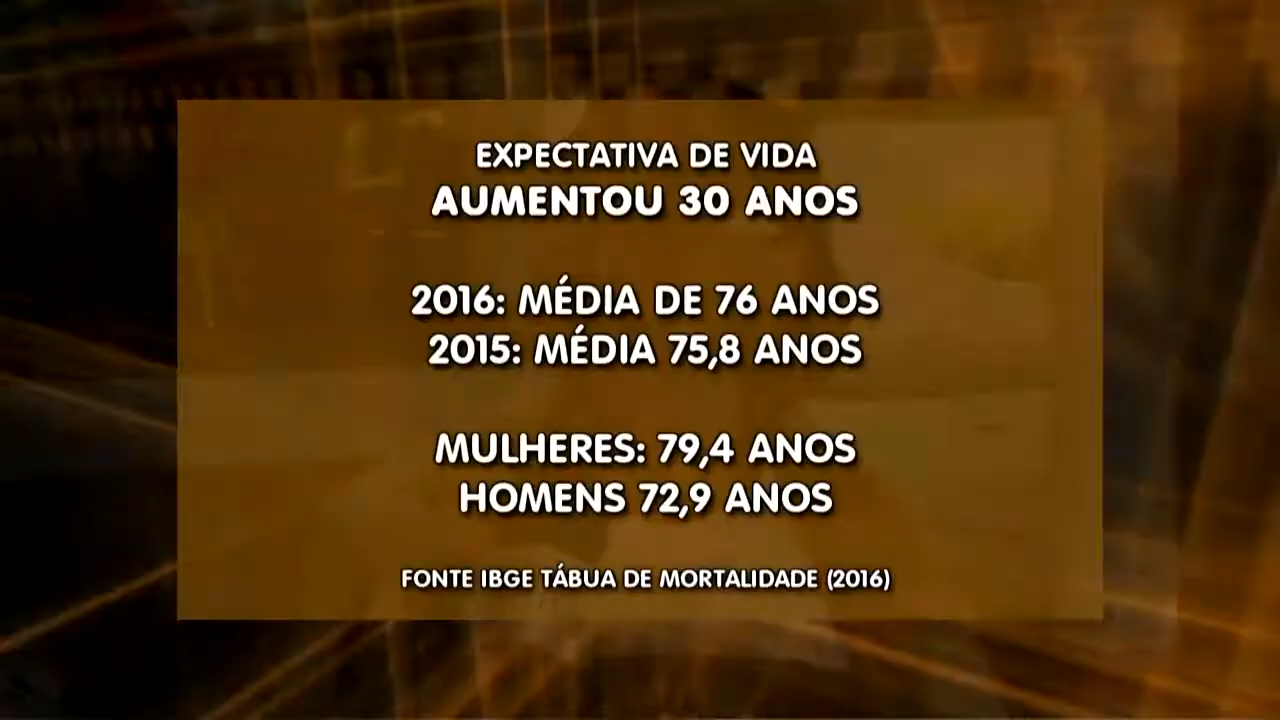 EXPECTATIVA DE VIDA
AUMENTOU 30 ANOS
2016: MÉDIA DE 76 ANOS
2015: MÉDIA 75,8 ANOS
MULHERES: 79,4 ANOS
HOMENS 72,9 ANOS
FONTE IBGE TÁBUA DE MORTALIDADE (2016)